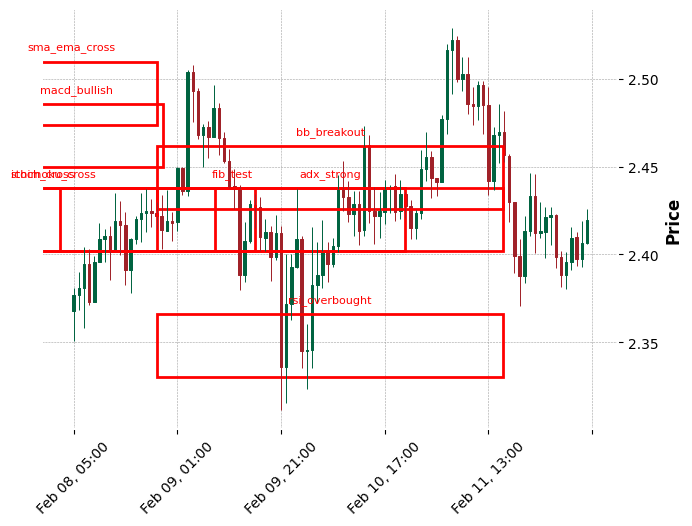 sma_ema_cross
macd_bullish
bb_breakout
fib_test
adx_strong
rsi_overbought
2.50
2.45
2.40
2.35
Price
Feb 08, 05:00
Feb 09, 01:00
Feb 09, 21:00
Feb 10, 17:00
Feb 11, 13:00